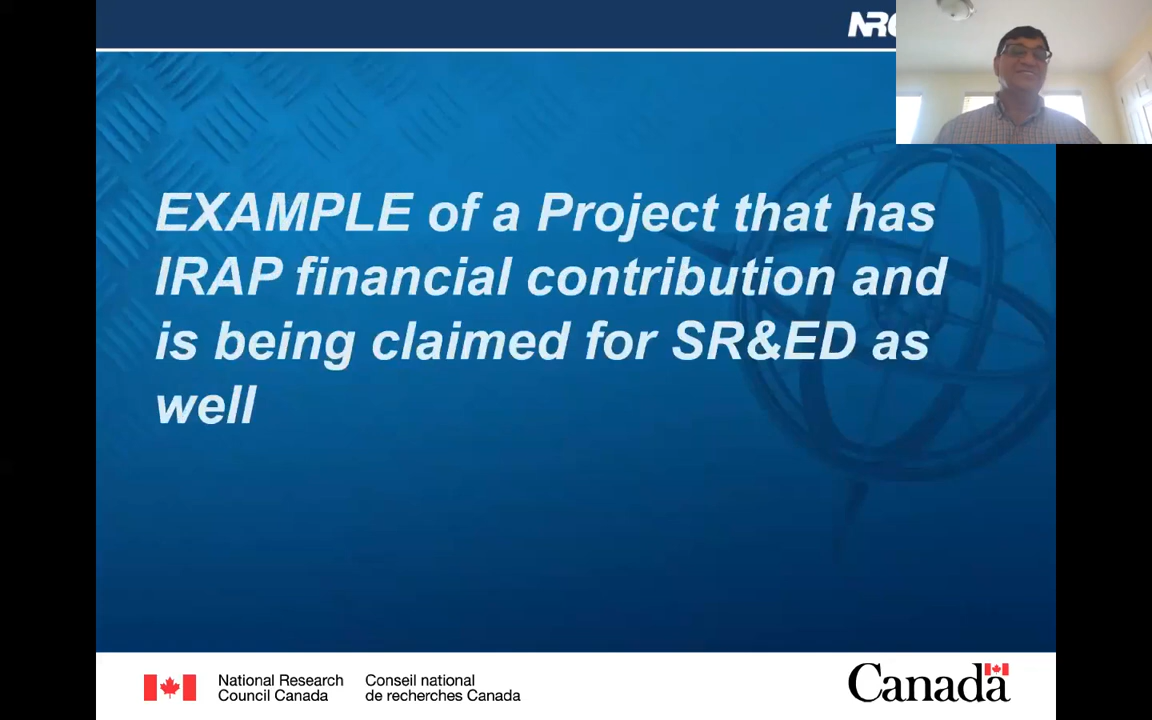 NRC
EXAMPLE of a Project that has
IRAP financial contribution and
is being claimed for SR&ED as
well
National Research
Council Canada
Conseil national
de recherches Canada
Canada